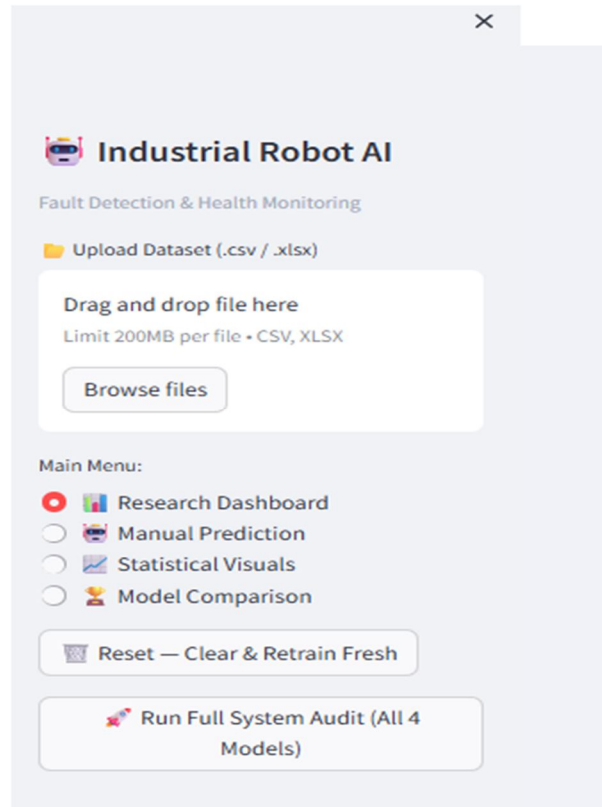 ×
Industrial Robot AI
Fault Detection & Health Monitoring
Upload Dataset (.csv / .xlsx)
Drag and drop file here
Limit 200MB per file • CSV, XLSX
Browse files
Main Menu:
Research Dashboard
Manual Prediction
Statistical Visuals
Model Comparison
Reset — Clear & Retrain Fresh
Run Full System Audit (All 4
Models)